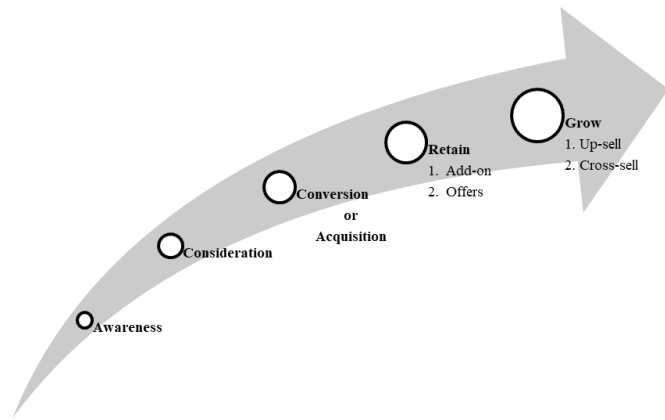 Awareness
Consideration
Conversion
or
Acquisition
Retain
1. Add-on
2. Offers
Grow
1. Up-sell
2. Cross-sell